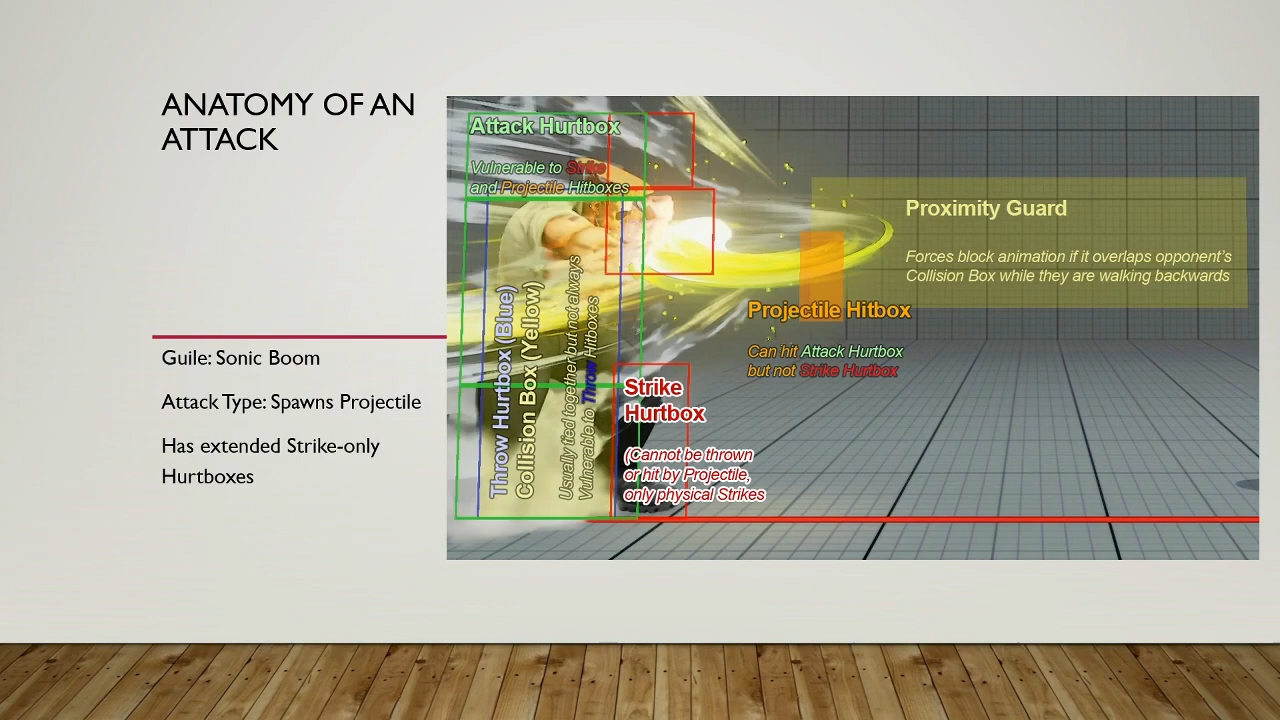 ANATOMY OF AN
ATTACK
Guile: Sonic Boom
Attack Type: Spawns Projectile
Has extended Strike-only
Hurtboxes
Attack Hurtbox
Vulnerable to Strike
and Projectile Hitboxes
Throw Hurtbox (Blue)
Collision Box (Yellow)
Usually tied together but not always
Vulnerable to Throw Hitboxes
Strike
Hurtbox
(Cannot be thrown
or hit by Projectile,
only physical Strikes
Projectile Hitbox
Can hit Attack Hurtbox
but not Strike Hurtbox
Proximity Guard
Forces block animation if it overlaps opponent's
Collision Box while they are walking backwards